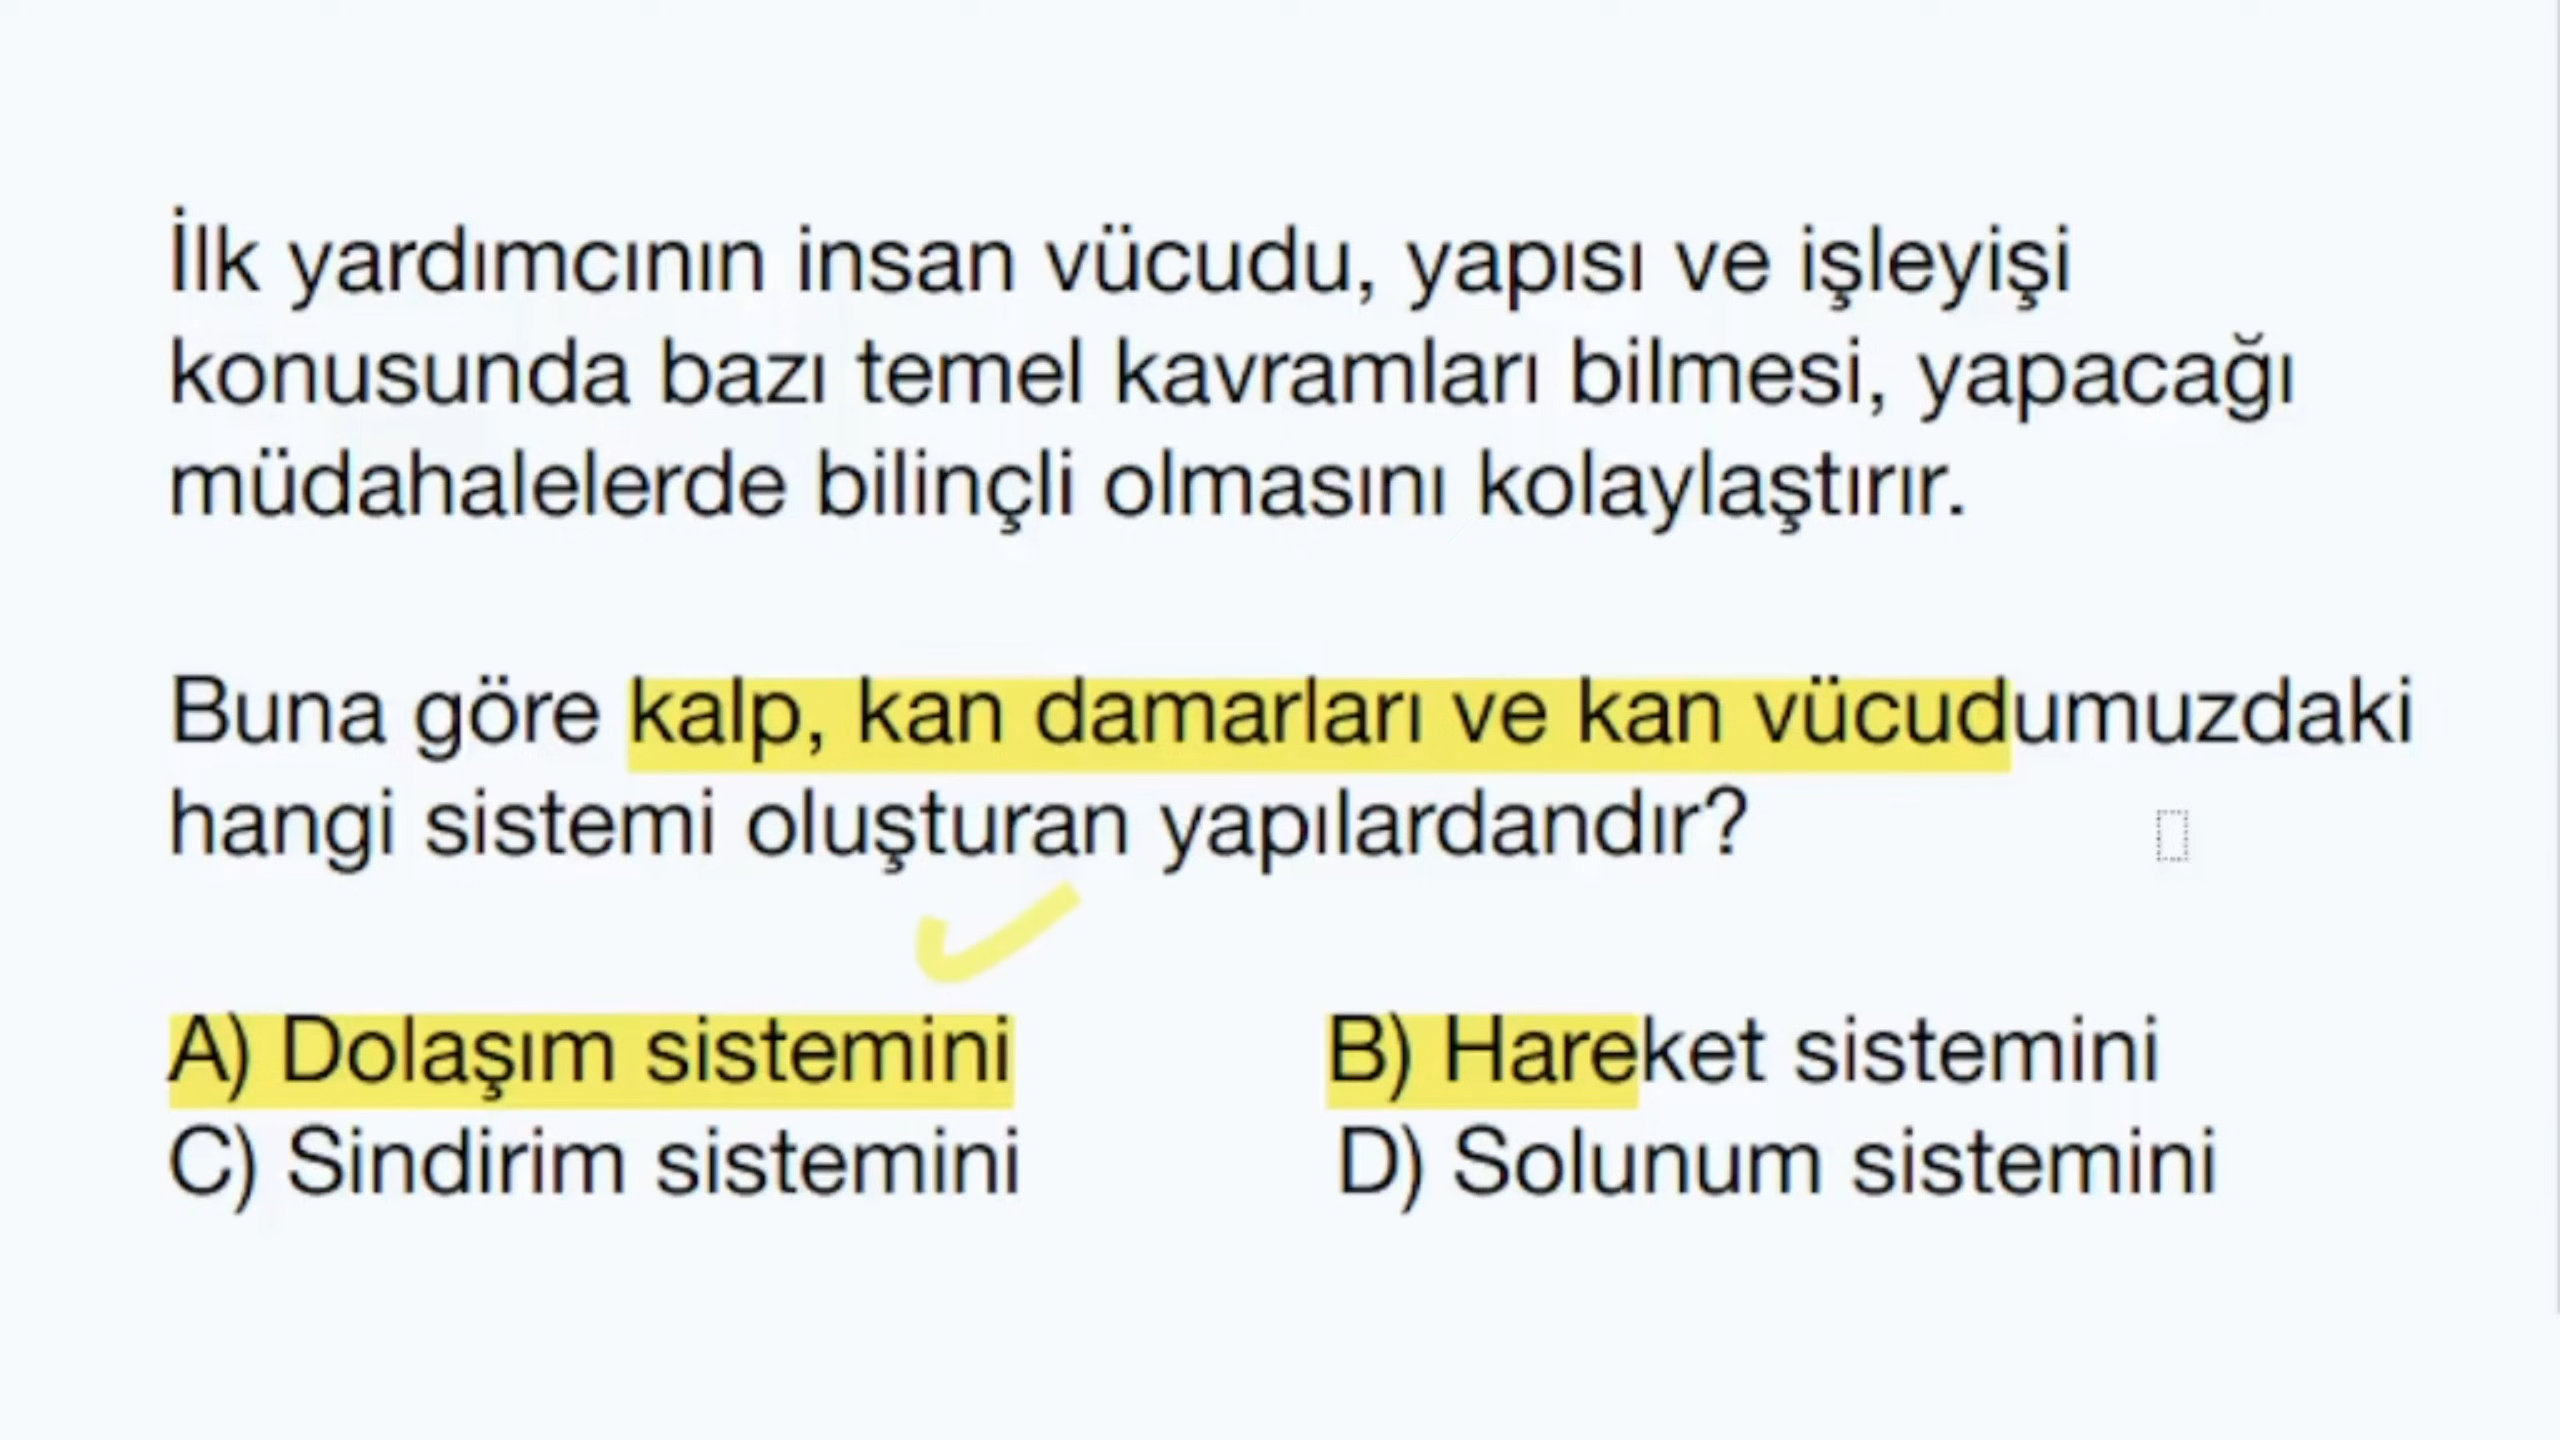 İlk yardımcının insan vücudu, yapısı ve işleyişi
konusunda bazı temel kavramları bilmesi, yapacağı
müdahalelerde bilinçli olmasını kolaylaştırır.
Buna göre kalp, kan damarları ve kan vücudumuzdaki
hangi sistemi oluşturan yapılardandır?
A) Dolaşım sistemini B) Hareket sistemini
C) Sindirim sistemini D) Solunum sistemini